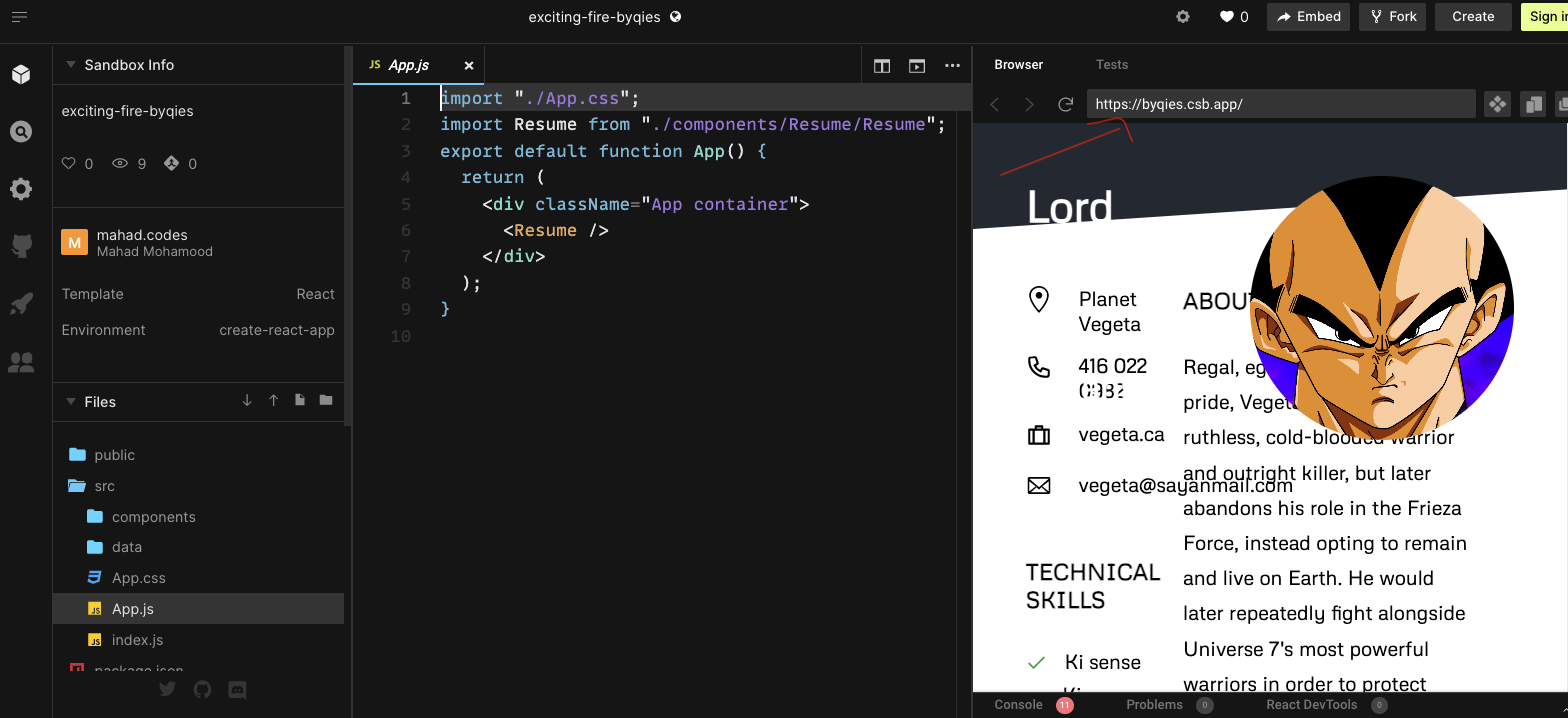 exciting-fire-byqies
0
Embed
Fork
Create
Sign in
Sandbox Info
exciting-fire-byqies
0 9 0
M
mahad.codes
Mahad Mohamood
Template React
Environment create-react-app
Files
public
src
components
data
App.css
JS App.js
JS index.js
package.json
JS App.js
1 import "./App.css";
2 import Resume from "./components/Resume/Resume";
3 export default function App() {
4 return (
5 <div className="App container">
6 <Resume />
7 </div>
8 );
9 }
10
Browser
Tests
https://byqies.csb.app/
Lord
Planet
Vegeta
416 022
vegeta.ca
vegeta@sayanmail.com
TECHNICAL
SKILLS
Ki sense
Regal, 
pride,
ruthless, cold-blooded warrior
and outright killer, but later
abandons his role in the Frieza
Force, instead opting to remain
and live on Earth. He would
later repeatedly fight alongside
Universe 7's most powerful
warriors in order to protect
Console 11
Problems 0
React DevTools 0